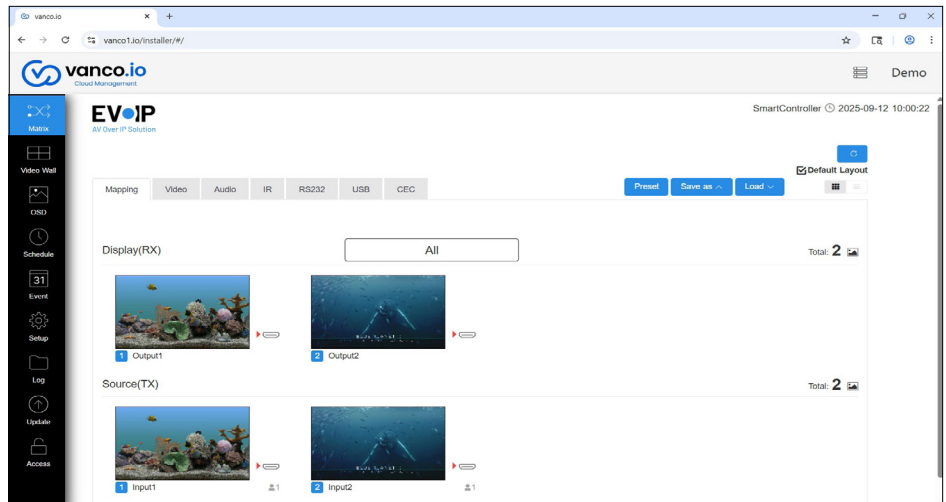 vanco.io
vanco1.io/installer/#/
vanco.io
Cloud Management
Demo
Matrix
Video Wall
OSD
Schedule
31
Event
Setup
Log
Update
Access
EVOIP
AV Over IP Solution
SmartController 2025-09-12 10:00:22
Default Layout
Mapping Video Audio IR RS232 USB CEC
Preset Save as Load
Display(RX) All Total: 2
1 Output1 2 Output2
Source(TX) Total: 2
1 Input1 1 2 Input2 1